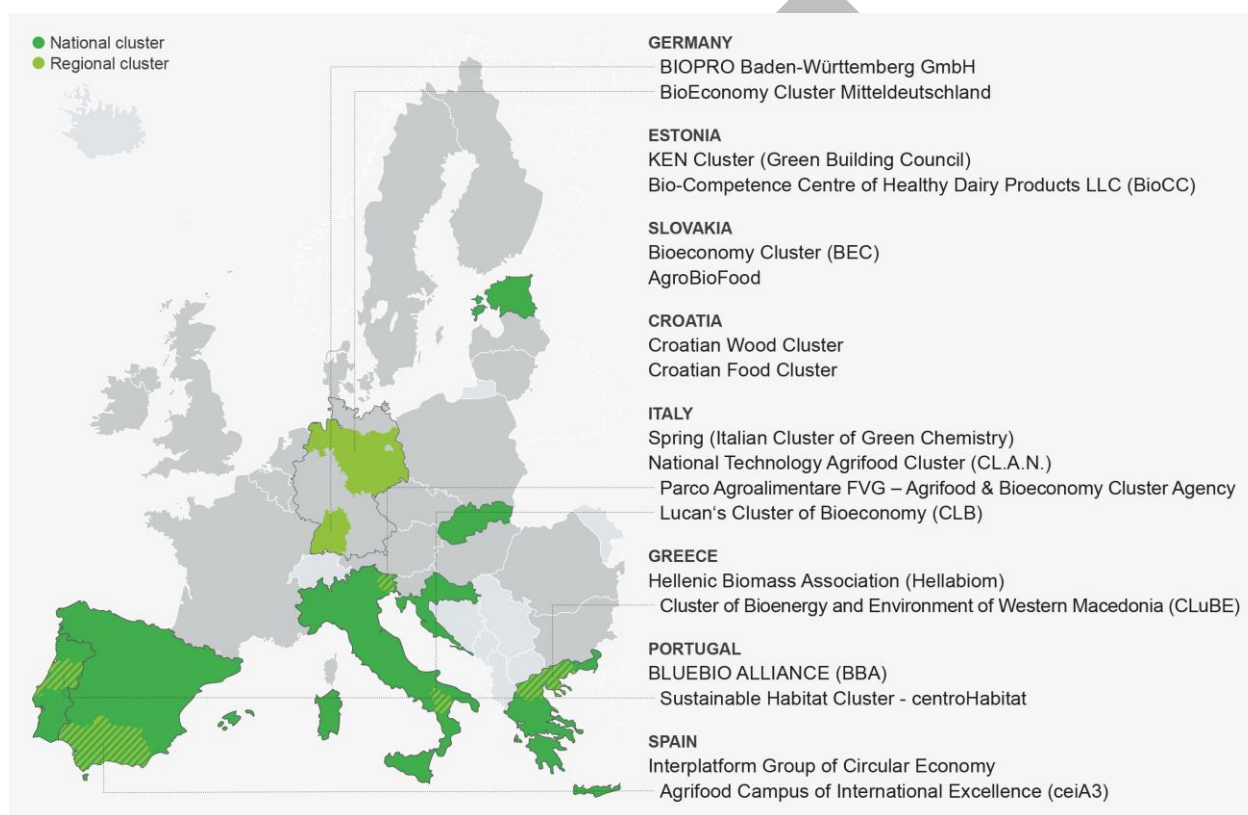 National cluster
Regional cluster
GERMANY
BIOPRO Baden-Württemberg GmbH
BioEconomy Cluster Mitteldeutschland
ESTONIA
KEN Cluster (Green Building Council)
Bio-Competence Centre of Healthy Dairy Products LLC (BioCC)
SLOVAKIA
Bioeconomy Cluster (BEC)
AgroBioFood
CROATIA
Croatian Wood Cluster
Croatian Food Cluster
ITALY
Spring (Italian Cluster of Green Chemistry)
National Technology Agrifood Cluster (CL.A.N.)
Parco Agroalimentare FVG – Agrifood & Bioeconomy Cluster Agency
Lucan‘s Cluster of Bioeconomy (CLB)
GREECE
Hellenic Biomass Association (Hellabiom)
Cluster of Bioenergy and Environment of Western Macedonia (CLuBE)
PORTUGAL
BLUEBIO ALLIANCE (BBA)
Sustainable Habitat Cluster - centroHabitat
SPAIN
Interplatform Group of Circular Economy
Agrifood Campus of International Excellence (ceiA3)